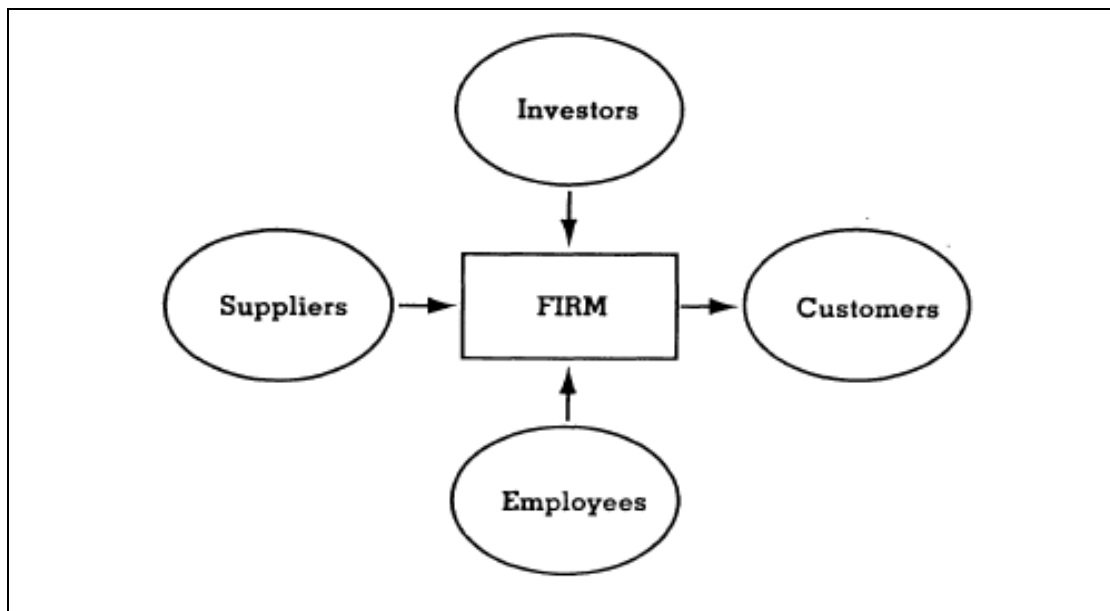 Investors
Suppliers
FIRM
Customers
Employees